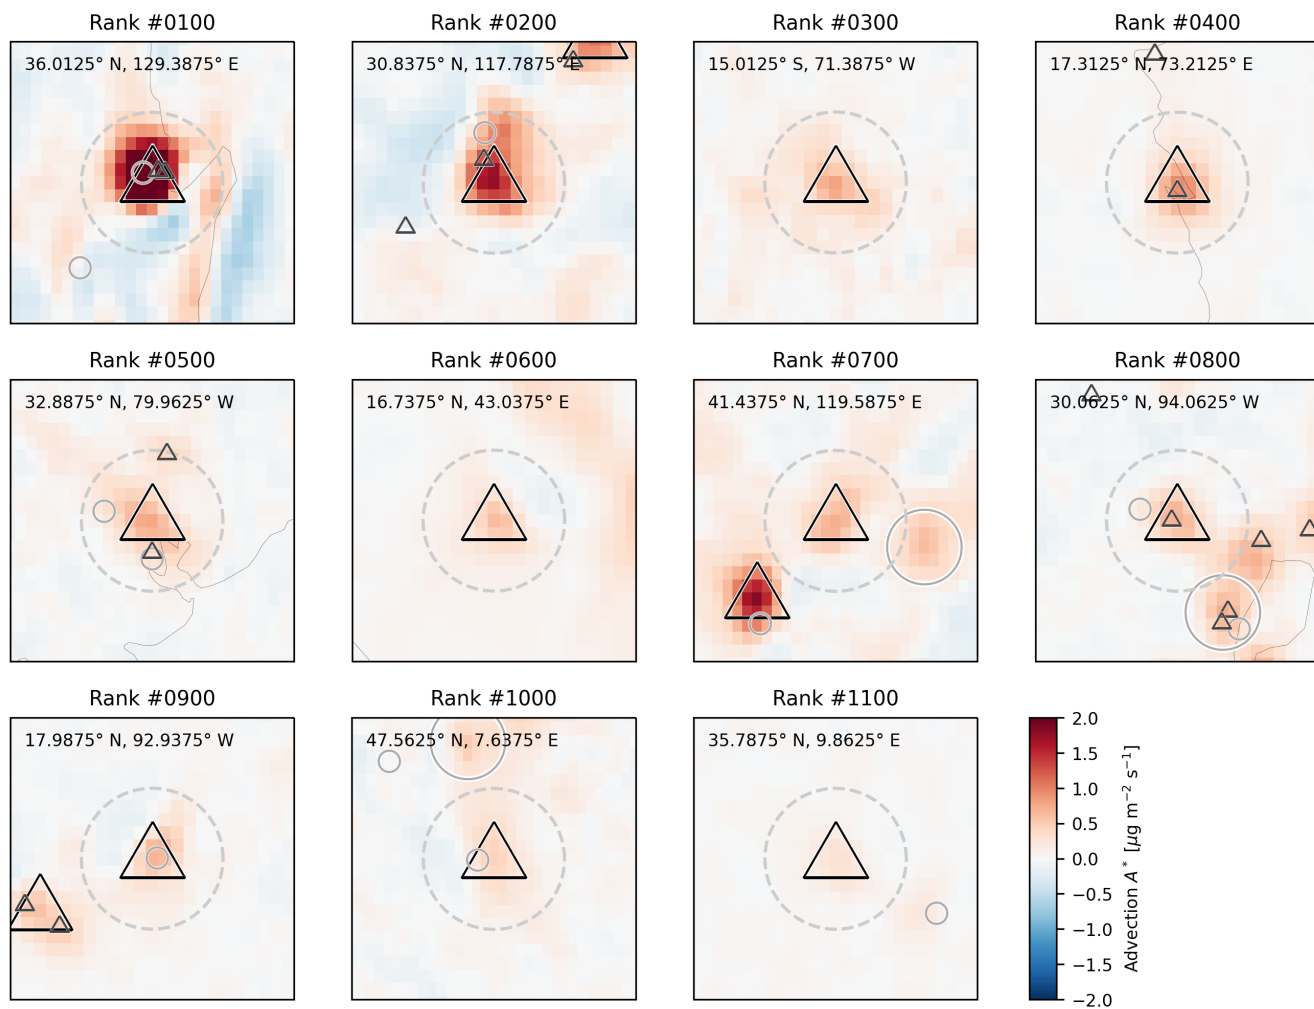 Rank #0100
Rank #0200
Rank #0300
Rank #0400
36.0125° N, 129.3875° E
30.8375° N, 117.7875° E
15.0125° S, 71.3875° W
17.3125° N, 73.2125° E
Rank #0500
Rank #0600
Rank #0700
Rank #0800
32.8875° N, 79.9625° W
16.7375° N, 43.0375° E
41.4375° N, 119.5875° E
30.0625° N, 94.0625° W
Rank #0900
Rank #1000
Rank #1100
17.9875° N, 92.9375° W
47.5625° N, 7.6375° E
35.7875° N, 9.8625° E
2.0
1.5
1.0
0.5
0.0
−0.5
−1.0
−1.5
−2.0
Advection A* [μg m⁻² s⁻¹]